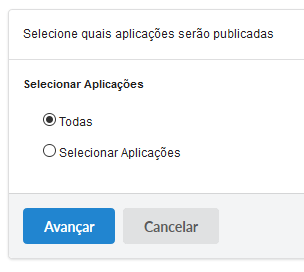 Selecione quais aplicações serão publicadas
Selecionar Aplicações
Todas
Selecionar Aplicações
Avançar Cancelar